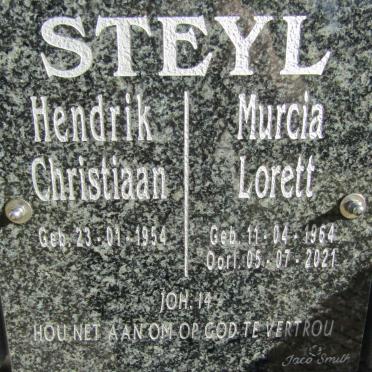 STEYL
Hendrik
Christiaan
Geb. 23-01-1954
Murcia
Lorett
Geb. 11-04-1964
Oorl. 05-07-2021
JOH. 14
HOU NET AAN OM OP GOD TE VERTROU
Jaco Smith